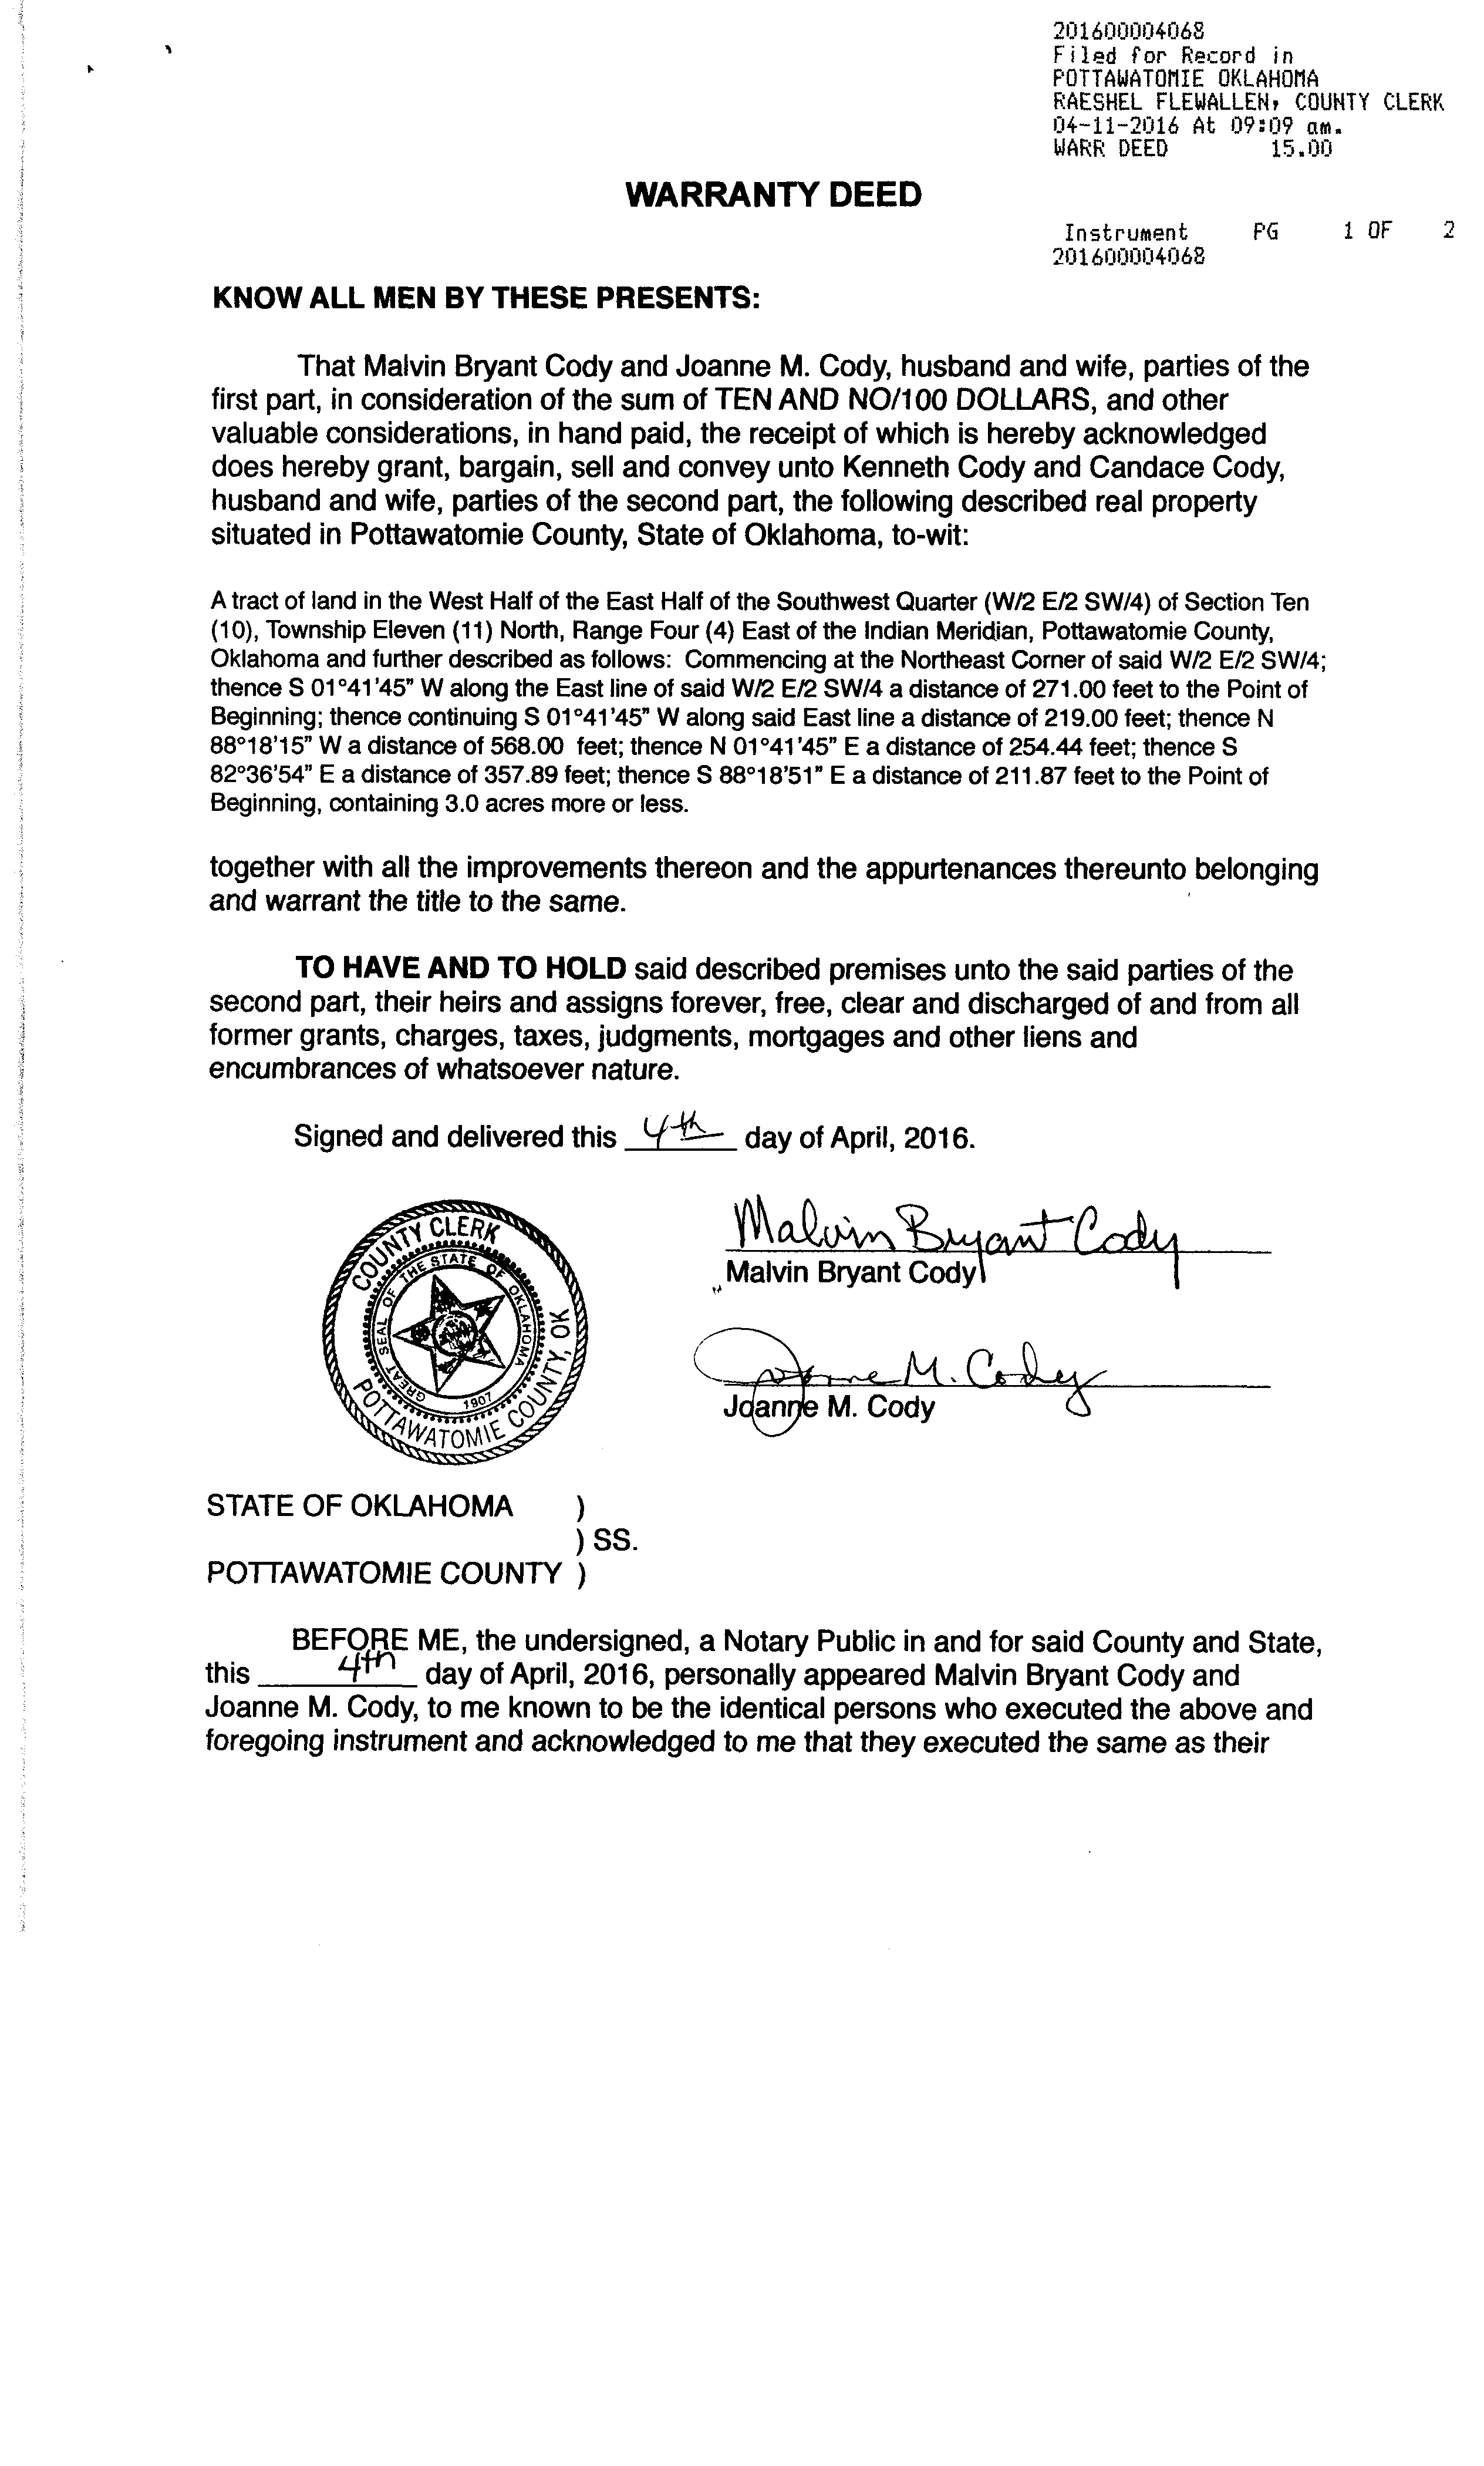 201600004068
Filed for Record in
POTTAWATOMIE OKLAHOMA
RAESHEL FLEWALLEN, COUNTY CLERK
04-11-2016 At 09:09 am.
WARR DEED 15.00
WARRANTY DEED
Instrument PG 1 OF 2
201600004068
KNOW ALL MEN BY THESE PRESENTS:
That Malvin Bryant Cody and Joanne M. Cody, husband and wife, parties of the
first part, in consideration of the sum of TEN AND NO/100 DOLLARS, and other
valuable considerations, in hand paid, the receipt of which is hereby acknowledged
does hereby grant, bargain, sell and convey unto Kenneth Cody and Candace Cody,
husband and wife, parties of the second part, the following described real property
situated in Pottawatomie County, State of Oklahoma, to-wit:
A tract of land in the West Half of the East Half of the Southwest Quarter (W/2 E/2 SW/4) of Section Ten
(10), Township Eleven (11) North, Range Four (4) East of the Indian Meridian, Pottawatomie County,
Oklahoma and further described as follows: Commencing at the Northeast Corner of said W/2 E/2 SW/4;
thence S 01°41'45" W along the East line of said W/2 E/2 SW/4 a distance of 271.00 feet to the Point of
Beginning; thence continuing S 01°41'45" W along said East line a distance of 219.00 feet; thence N
88°18'15" W a distance of 568.00 feet; thence N 01°41'45" E a distance of 254.44 feet; thence S
82°36'54" E a distance of 357.89 feet; thence S 88°18'51" E a distance of 211.87 feet to the Point of
Beginning, containing 3.0 acres more or less.
together with all the improvements thereon and the appurtenances thereunto belonging
and warrant the title to the same.
TO HAVE AND TO HOLD said described premises unto the said parties of the
second part, their heirs and assigns forever, free, clear and discharged of and from all
former grants, charges, taxes, judgments, mortgages and other liens and
encumbrances of whatsoever nature.
Signed and delivered this 4th day of April, 2016.
Malvin Bryant Cody
Malvin Bryant Cody
Joanne M. Cody
Joanne M. Cody
COUNTY CLERK
GREAT SEAL OF THE STATE OF OKLAHOMA
1907
POTTAWATOMIE COUNTY, OK
STATE OF OKLAHOMA )
) SS.
POTTAWATOMIE COUNTY )
BEFORE ME, the undersigned, a Notary Public in and for said County and State,
this 4th day of April, 2016, personally appeared Malvin Bryant Cody and
Joanne M. Cody, to me known to be the identical persons who executed the above and
foregoing instrument and acknowledged to me that they executed the same as their